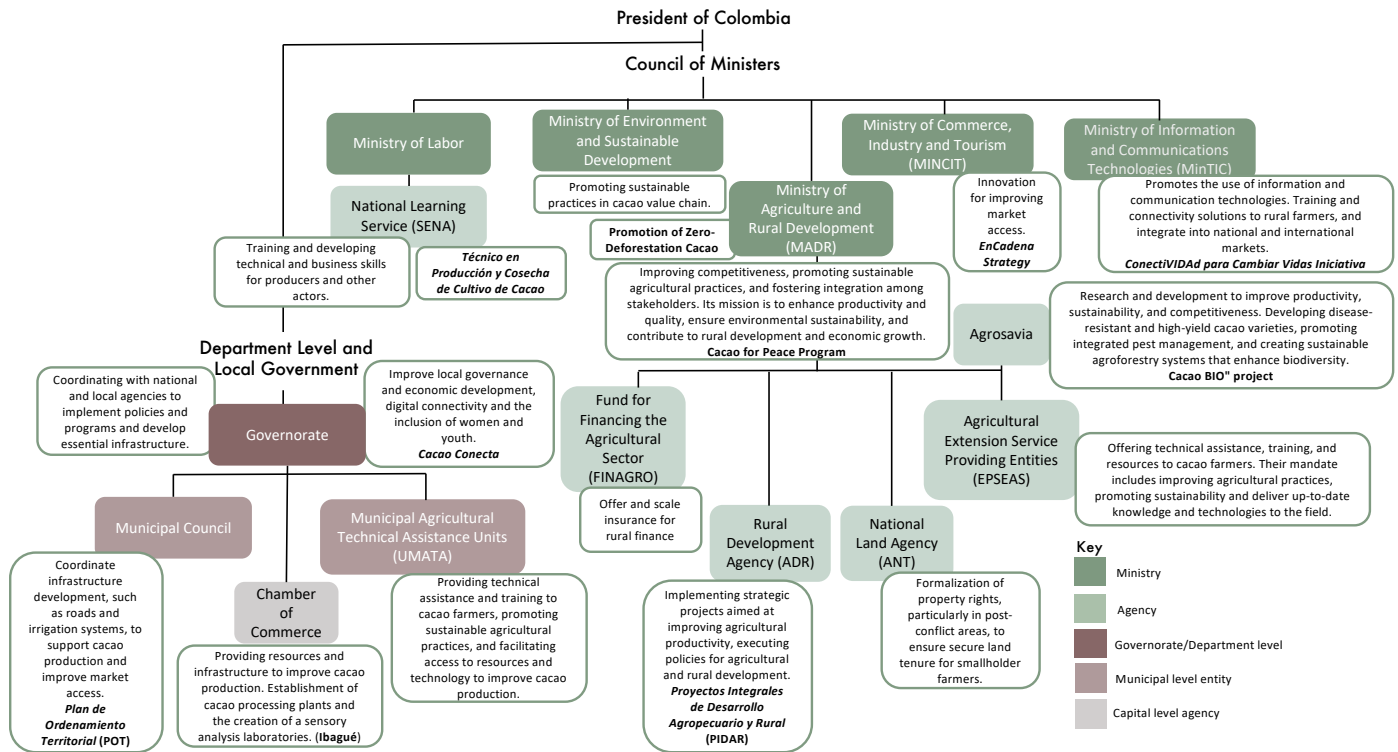 President of Colombia
Council of Ministers
Ministry of Labor
Ministry of Environment
and Sustainable
Development
Ministry of Commerce,
Industry and Tourism
(MINCIT)
Ministry of Information
and Communications
Technologies (MinTIC)
National Learning
Service (SENA)
Training and developing
technical and business skills
for producers and other
actors.
Técnico en
Producción y Cosecha
de Cultivo de Cacao
Promoting sustainable
practices in cacao value chain.
Promotion of Zero-
Deforestation Cacao
Ministry of
Agriculture and
Rural Development
(MADR)
Innovation
for improving
market
access.
EnCadena
Strategy
Promotes the use of information and
communication technologies. Training and
connectivity solutions to rural farmers, and
integrate into national and international
markets.
ConectiVIDAd para Cambiar Vidas Iniciativa
Improving competitiveness, promoting sustainable
agricultural practices, and fostering integration among
stakeholders. Its mission is to enhance productivity and
quality, ensure environmental sustainability, and
contribute to rural development and economic growth.
Cacao for Peace Program
Agrosavia
Research and development to improve productivity,
sustainability, and competitiveness. Developing disease-
resistant and high-yield cacao varieties, promoting
integrated pest management, and creating sustainable
agroforestry systems that enhance biodiversity.
Cacao BIO" project
Department Level and
Local Government
Coordinating with national
and local agencies to
implement policies and
programs and develop
essential infrastructure.
Governorate
Improve local governance
and economic development,
digital connectivity and the
inclusion of women and
youth.
Cacao Conecta
Fund for
Financing the
Agricultural
Sector
(FINAGRO)
Offer and scale
insurance for
rural finance
Agricultural
Extension Service
Providing Entities
(EPSEAS)
Offering technical assistance, training, and
resources to cacao farmers. Their mandate
includes improving agricultural practices,
promoting sustainability and deliver up-to-date
knowledge and technologies to the field.
Municipal Council
Municipal Agricultural
Technical Assistance Units
(UMATA)
Rural
Development
Agency (ADR)
National
Land Agency
(ANT)
Coordinate
infrastructure
development, such
as roads and
irrigation systems, to
support cacao
production and
improve market
access.
Plan de
Ordenamiento
Territorial (POT)
Chamber
of
Commerce
Providing resources and
infrastructure to improve cacao
production. Establishment of
cacao processing plants and
the creation of a sensory
analysis laboratories. (Ibagué)
Providing technical
assistance and training to
cacao farmers, promoting
sustainable agricultural
practices, and facilitating
access to resources and
technology to improve cacao
production.
Implementing strategic
projects aimed at
improving agricultural
productivity, executing
policies for agricultural
and rural development.
Proyectos Integrales
de Desarrollo
Agropecuario y Rural
(PIDAR)
Formalization of
property rights,
particularly in post-
conflict areas, to
ensure secure land
tenure for smallholder
farmers.
Key
Ministry
Agency
Governorate/Department level
Municipal level entity
Capital level agency